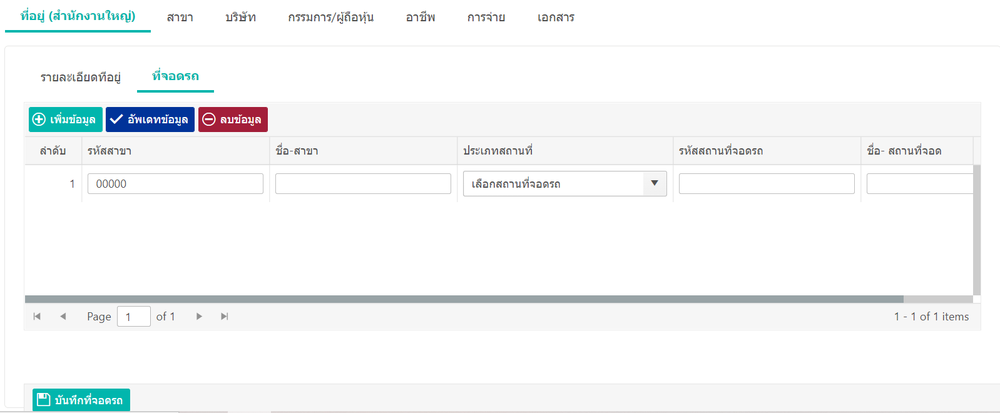 ที่อยู่ (สำนักงานใหญ่) สาขา บริษัท กรรมการ/ผู้ถือหุ้น อาชีพ การจ่าย เอกสาร
รายละเอียดที่อยู่ ที่จอดรถ
เพิ่มข้อมูล อัพเดทข้อมูล ลบข้อมูล
ลำดับ รหัสสาขา ชื่อ-สาขา ประเภทสถานที่ รหัสสถานที่จอดรถ ชื่อ- สถานที่จอด
1 00000 เลือกสถานที่จอดรถ
Page 1 of 1 1 - 1 of 1 items
บันทึกที่จอดรถ